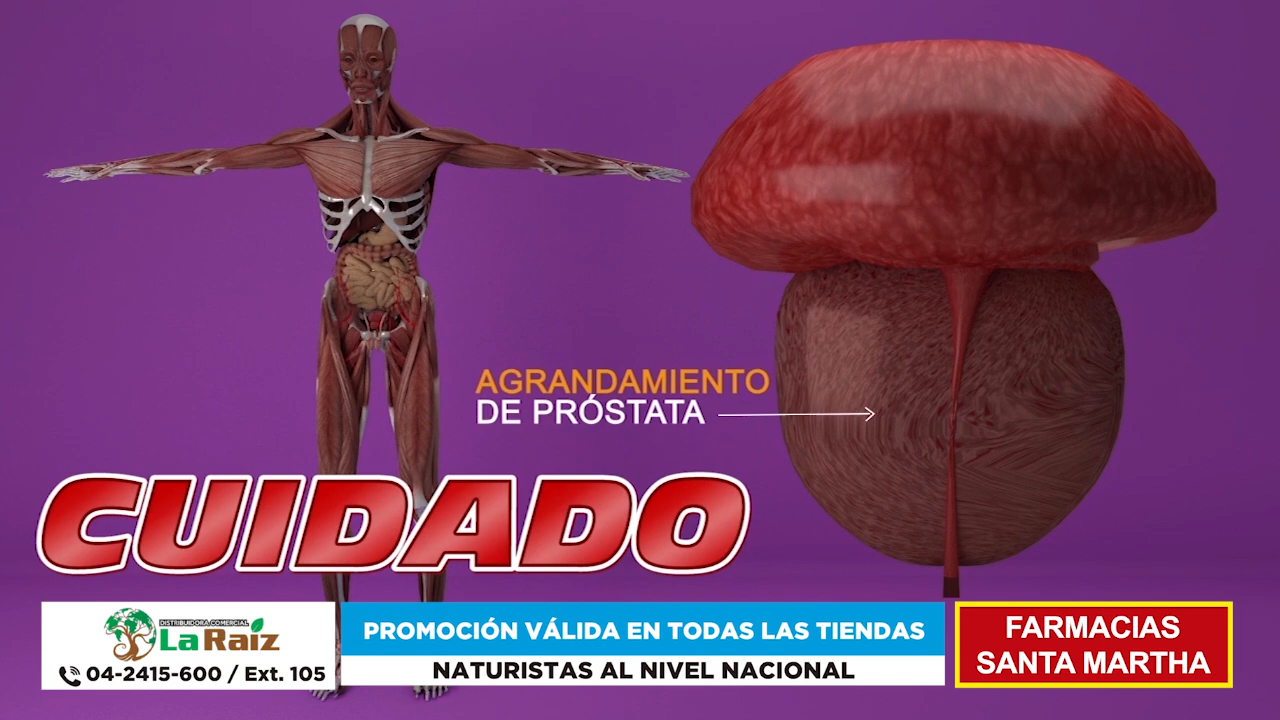 AGRANDAMIENTO
DE PRÓSTATA
CUIDADO
DISTRIBUIDORA COMERCIAL
La Raíz
04-2415-600 / Ext. 105
PROMOCIÓN VÁLIDA EN TODAS LAS TIENDAS
NATURISTAS AL NIVEL NACIONAL
FARMACIAS
SANTA MARTHA